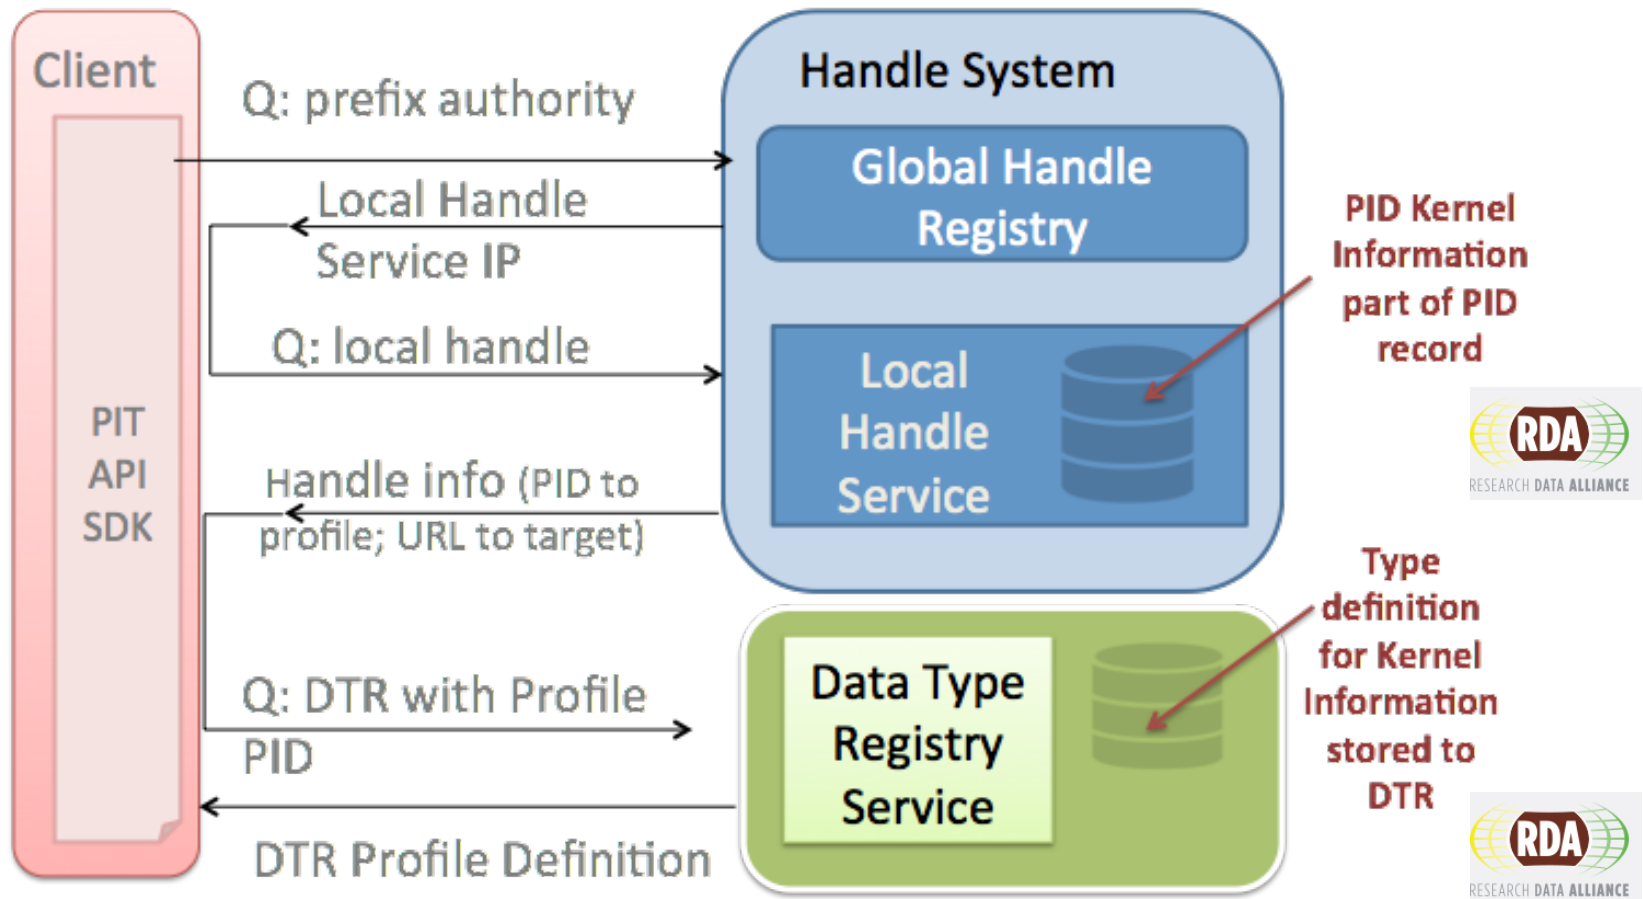 Client
PIT
API
SDK
Q: prefix authority
Local Handle
Service IP
Q: local handle
Handle info (PID to
profile; URL to target)
Q: DTR with Profile
PID
DTR Profile Definition
Handle System
Global Handle
Registry
Local
Handle
Service
Data Type
Registry
Service
PID Kernel
Information
part of PID
record
RDA
RESEARCH DATA ALLIANCE
Type
definition
for Kernel
Information
stored to
DTR
RDA
RESEARCH DATA ALLIANCE